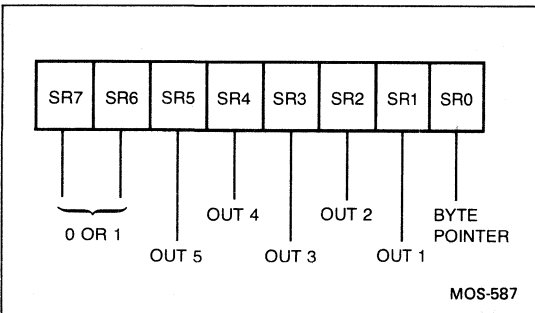 SR7 SR6 SR5 SR4 SR3 SR2 SR1 SR0
OUT 4 OUT 2 BYTE
0 OR 1 POINTER
OUT 5 OUT 3 OUT 1
MOS-587